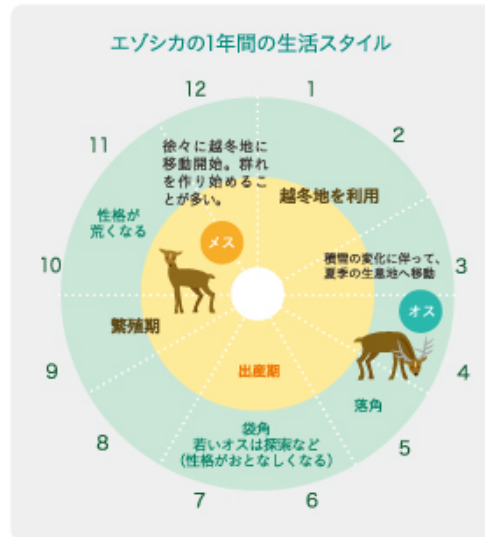 エゾシカの1年間の生活スタイル
12
1
11
2
徐々に越冬地に
移動開始。群れ
を作り始めるこ
とが多い。
越冬地を利用
性格が
荒くなる
メス
10
積雪の変化に伴って、
夏季の生息地へ移動
3
オス
繁殖期
9
出産期
4
落角
袋角
若いオスは探索など
（性格がおとなしくなる）
8
5
7
6